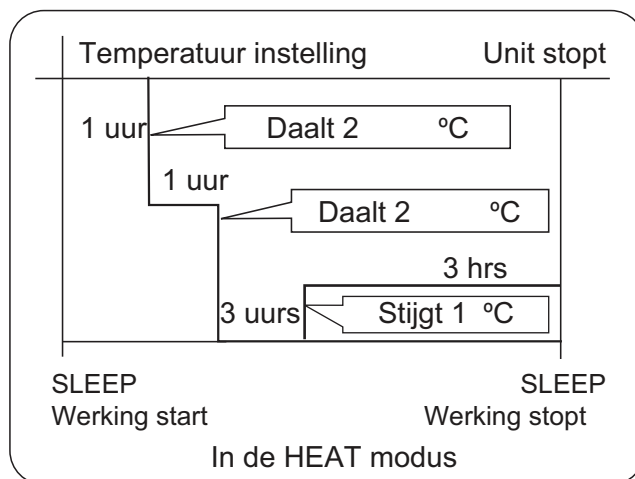 Temperatuur instelling Unit stopt
1 uur Daalt 2 ºC
1 uur
Daalt 2 ºC
3 hrs
3 uurs Stijgt 1 ºC
SLEEP SLEEP
Werking start Werking stopt
In de HEAT modus